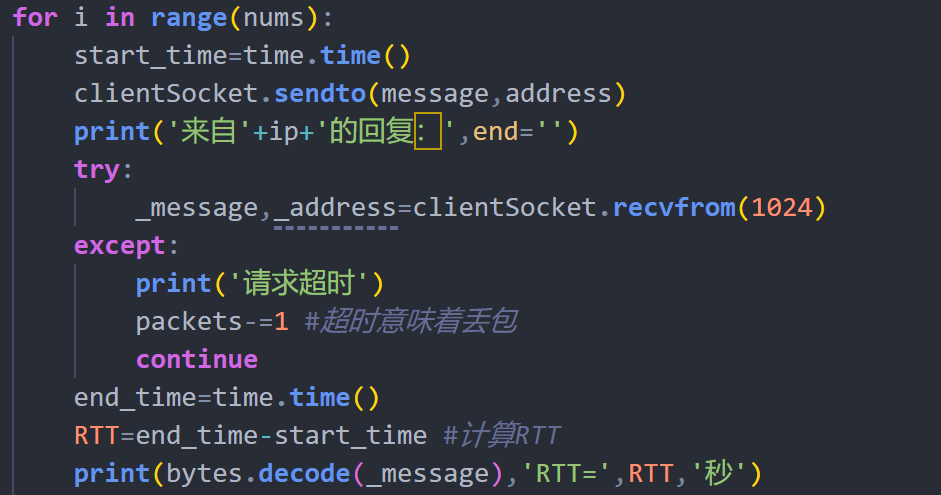 for i in range(nums):
    start_time=time.time()
    clientSocket.sendto(message,address)
    print('来自'+ip+'的回复：',end='')
    try:
        _message,_address=clientSocket.recvfrom(1024)
    except:
        print('请求超时')
        packets-=1 #超时意味着丢包
        continue
    end_time=time.time()
    RTT=end_time-start_time #计算RTT
    print(bytes.decode(_message),'RTT=',RTT,'秒')